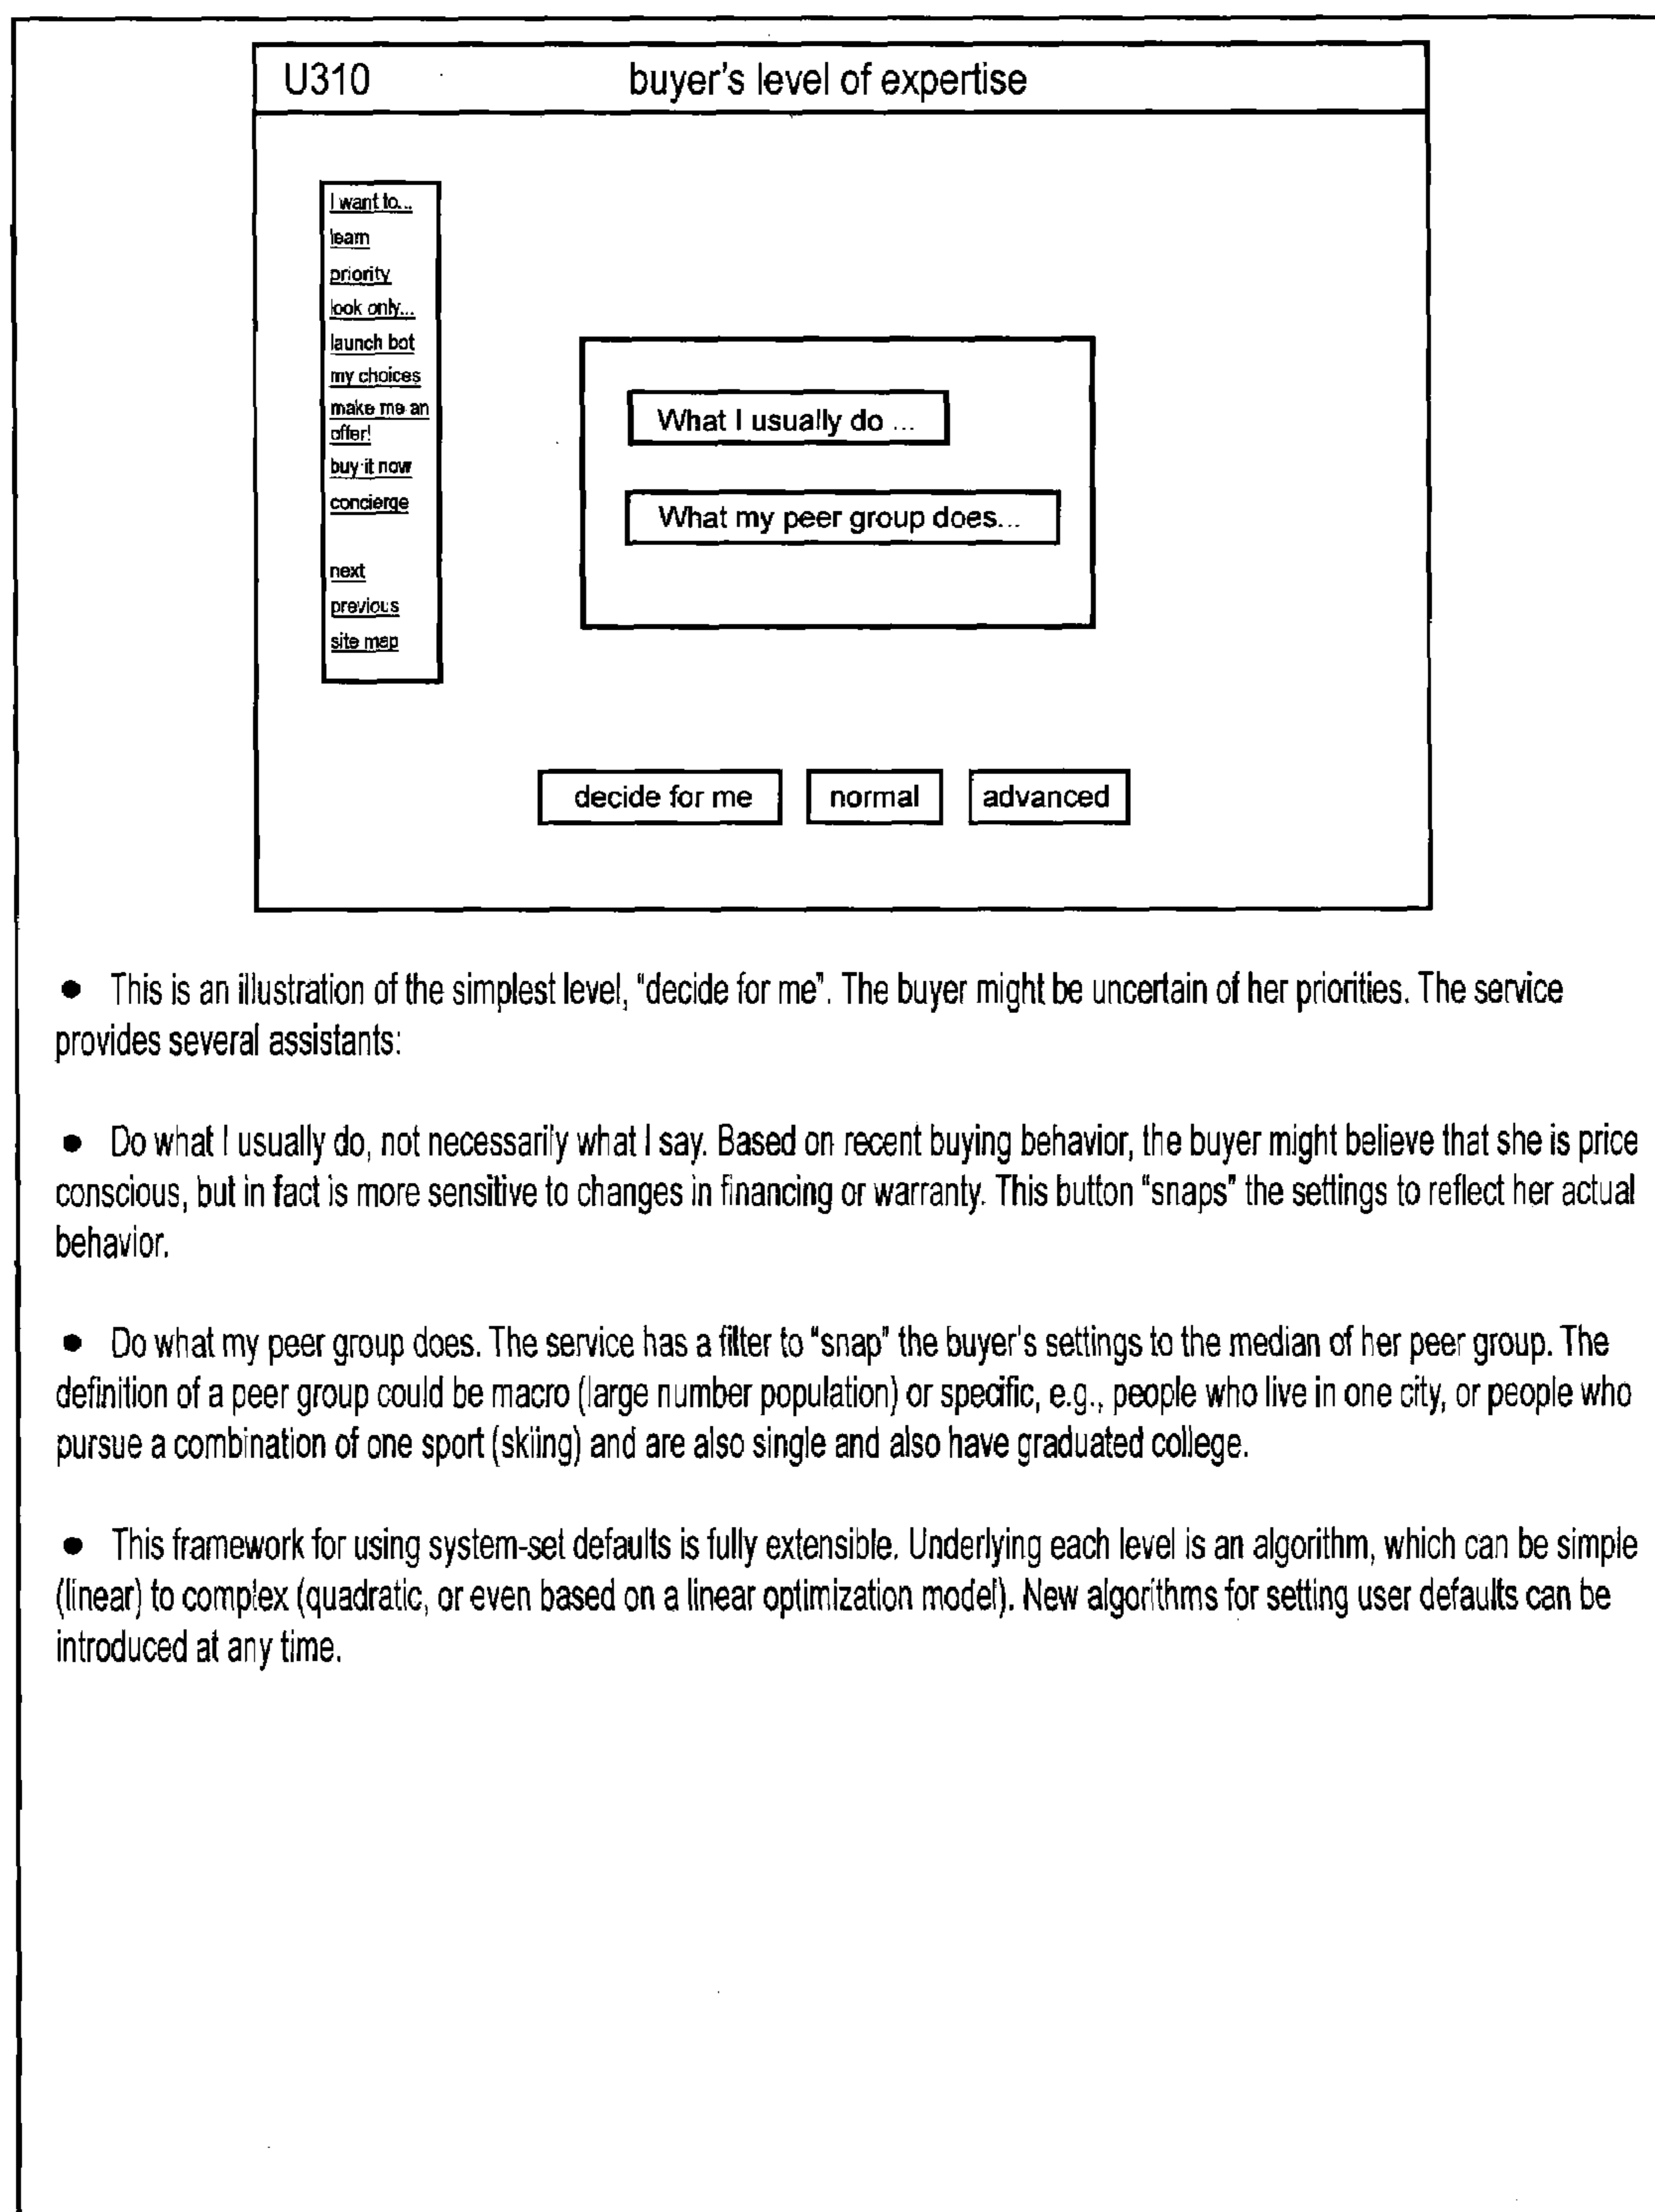 U310 buyer's level of expertise
I want to...
learn
priority
look only...
launch bot
my choices
make me an
offer!
buy it now
concierge
next
previous
site map
What I usually do ...
What my peer group does...
decide for me normal advanced
● This is an illustration of the simplest level, "decide for me". The buyer might be uncertain of her priorities. The service
provides several assistants:
● Do what I usually do, not necessarily what I say. Based on recent buying behavior, the buyer might believe that she is price
conscious, but in fact is more sensitive to changes in financing or warranty. This button "snaps" the settings to reflect her actual
behavior.
● Do what my peer group does. The service has a filter to "snap" the buyer's settings to the median of her peer group. The
definition of a peer group could be macro (large number population) or specific, e.g., people who live in one city, or people who
pursue a combination of one sport (skiing) and are also single and also have graduated college.
● This framework for using system-set defaults is fully extensible. Underlying each level is an algorithm, which can be simple
(linear) to complex (quadratic, or even based on a linear optimization model). New algorithms for setting user defaults can be
introduced at any time.